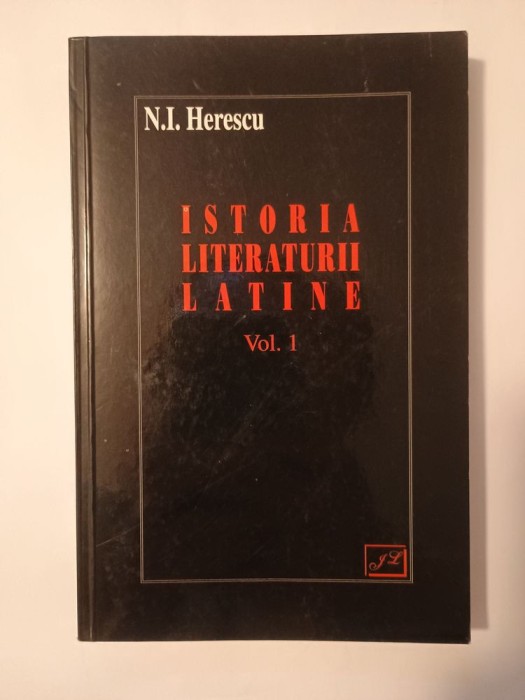 N.I. Herescu
ISTORIA
LITERATURII
LATINE
Vol. 1
JL